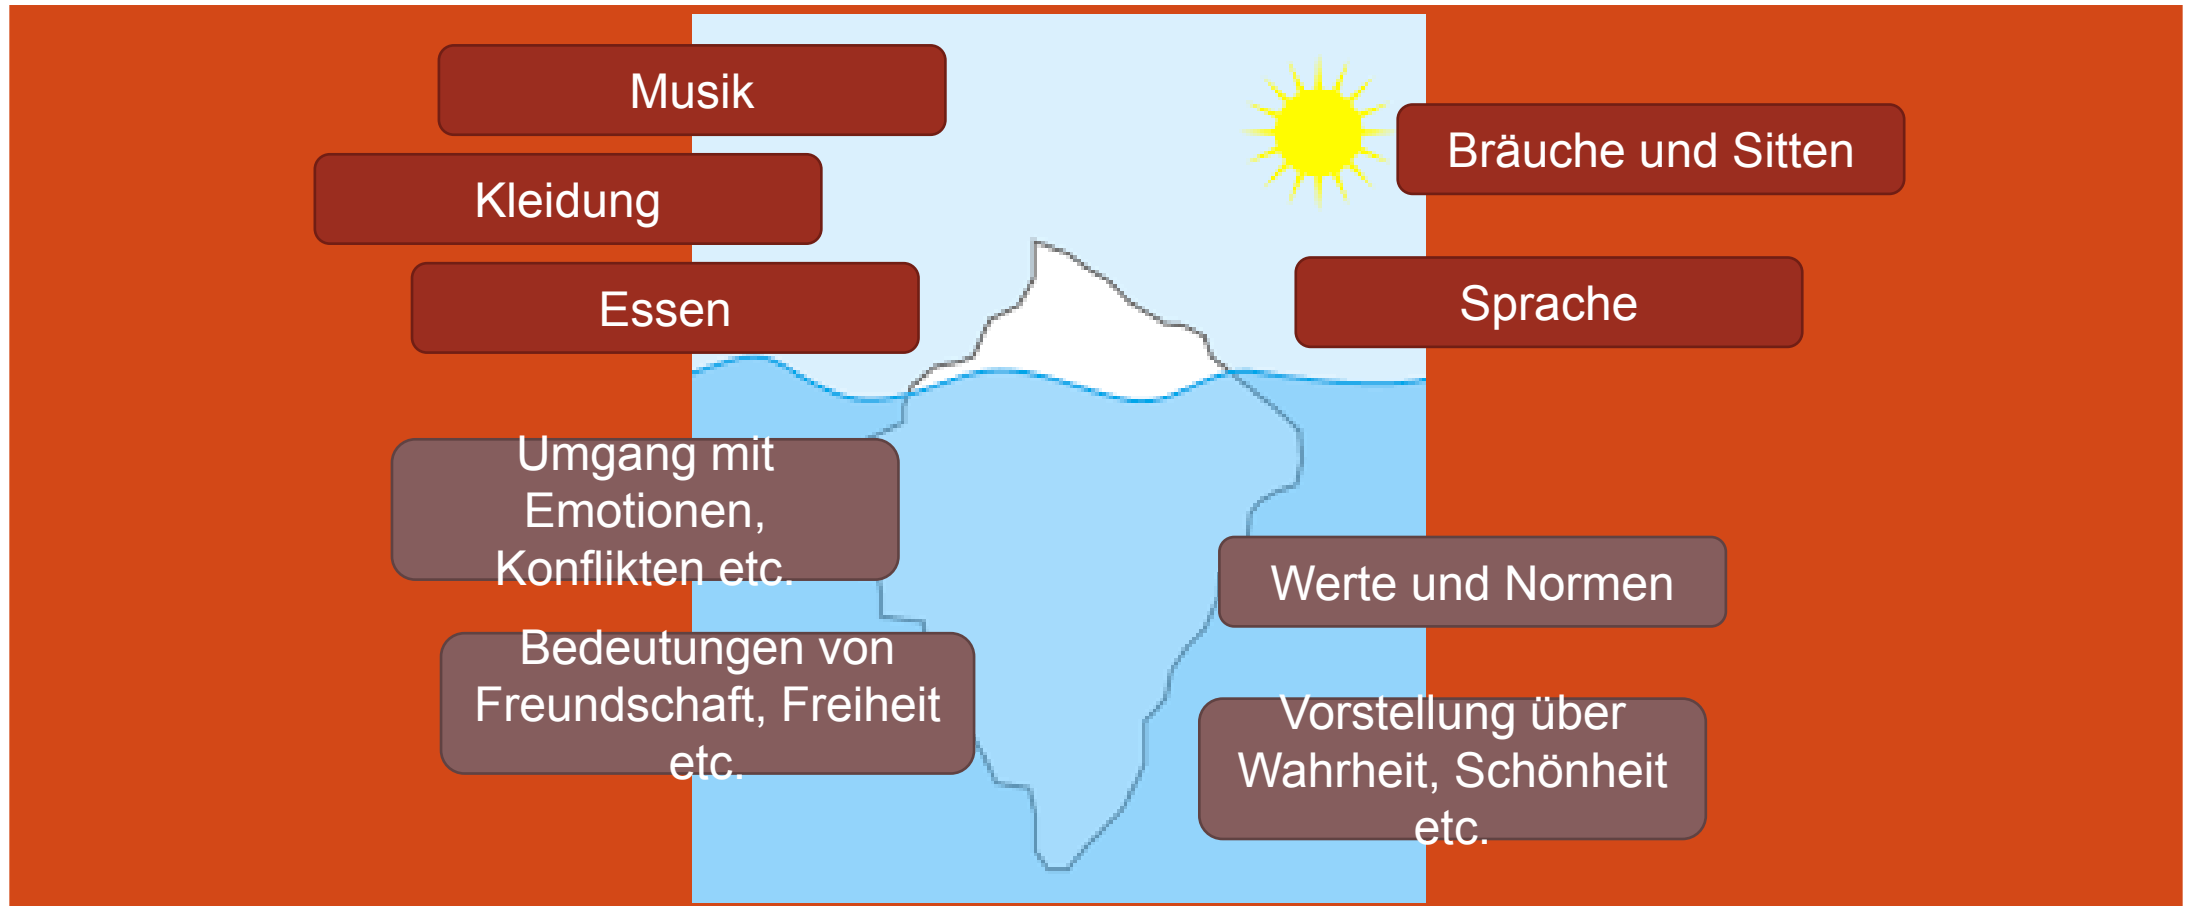 Musik
Bräuche und Sitten
Kleidung
Essen
Sprache
Umgang mit
Emotionen,
Konflikten etc.
Werte und Normen
Bedeutungen von
Freundschaft, Freiheit
etc.
Vorstellung über
Wahrheit, Schönheit
etc.